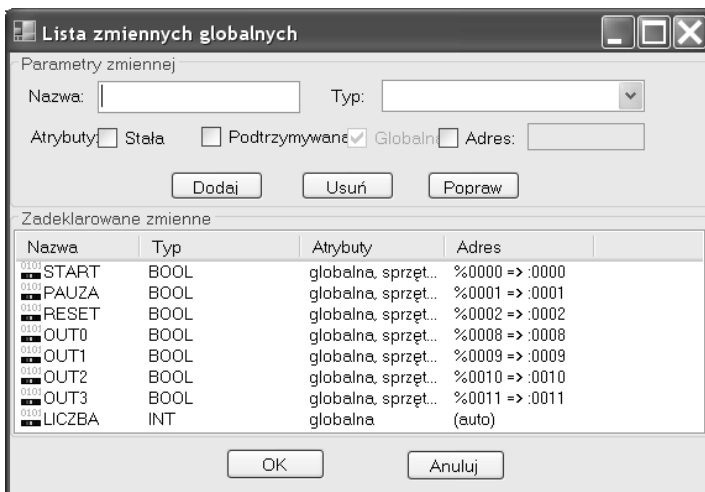 Lista zmiennych globalnych
Parametry zmiennej
Nazwa: Typ:
Atrybuty: Stała Podtrzymywane Globalna Adres:
Dodaj Usuń Popraw
Zadeklarowane zmienne
Nazwa Typ Atrybuty Adres
START BOOL globalna, sprzęt... %0000 => :0000
PAUZA BOOL globalna, sprzęt... %0001 => :0001
RESET BOOL globalna, sprzęt... %0002 => :0002
OUT0 BOOL globalna, sprzęt... %0008 => :0008
OUT1 BOOL globalna, sprzęt... %0009 => :0009
OUT2 BOOL globalna, sprzęt... %0010 => :0010
OUT3 BOOL globalna, sprzęt... %0011 => :0011
LICZBA INT globalna (auto)
OK Anuluj